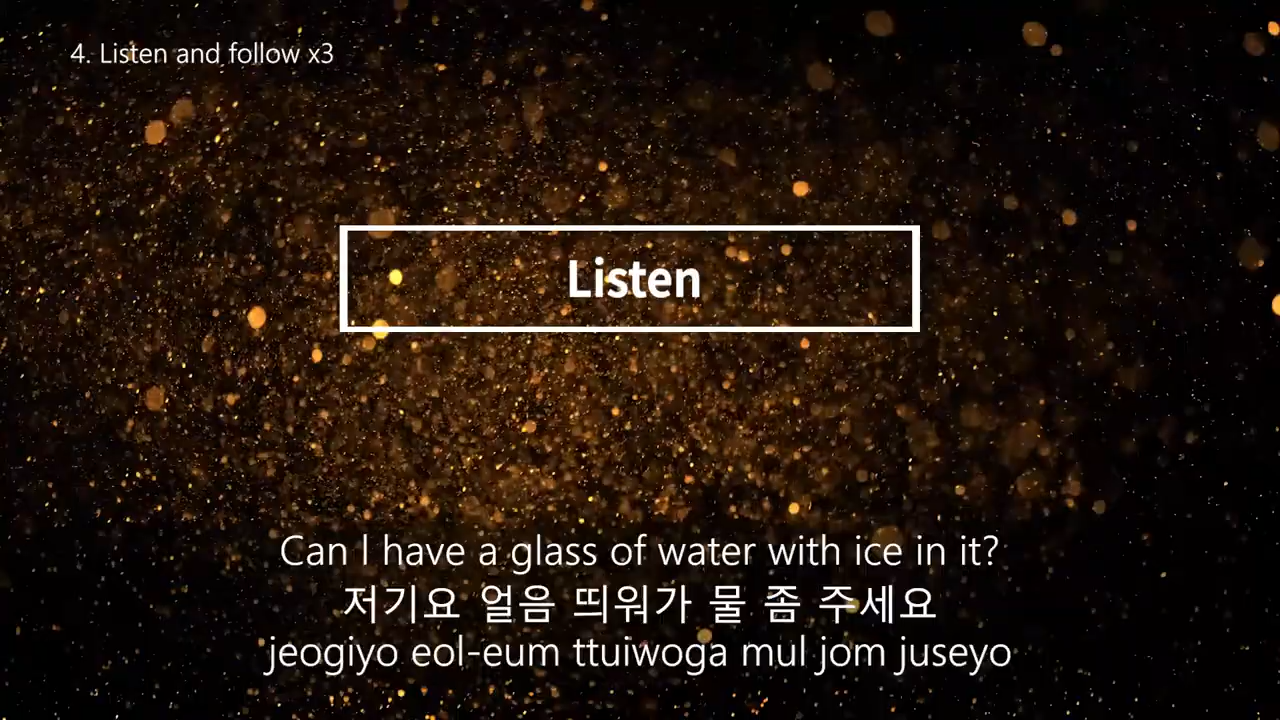 4. Listen and follow x3
Listen
Can I have a glass of water with ice in it?
저기요 얼음 띄워가 물 좀 주세요
jeogiyo eol-eum ttuiwoga mul jom juseyo